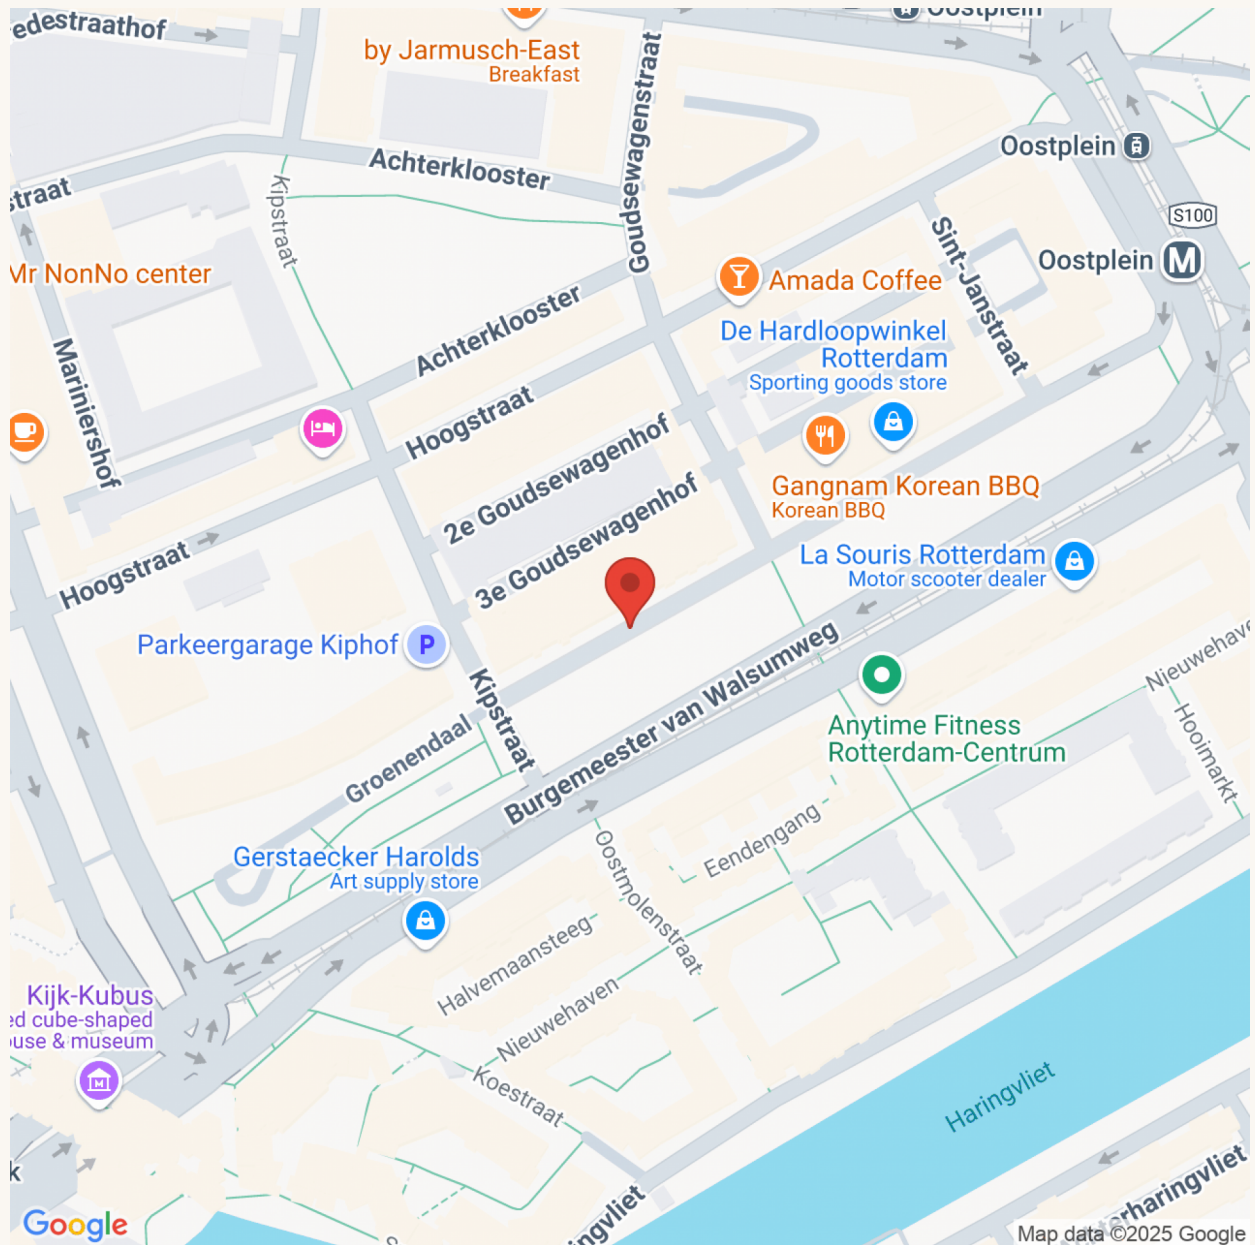 Oostplein
edestraathof
by Jarmusch-East
Breakfast
Goudsewagenstraat
Achterklooster
Oostplein
straat
Kipstraat
S100
Sint-Janstraat
Oostplein
M
Mr NonNo center
Amada Coffee
Achterklooster
De Hardloopwinkel
Rotterdam
Sporting goods store
Mariniershof
Hoogstraat
2e Goudsewagenhof
Gangnam Korean BBQ
Korean BBQ
3e Goudsewagenhof
Hoogstraat
La Souris Rotterdam
Motor scooter dealer
Parkeergarage Kiphof
P
Nieuwehave
Kipstraat
Burgemeester van Walsumweg
Anytime Fitness
Rotterdam-Centrum
Hooimarkt
Groenendaal
Eendengang
Gerstaecker Harolds
Art supply store
Oostmolenstraat
Halvemaansteeg
Kijk-Kubus
ed cube-shaped
ouse & museum
Nieuwehaven
Koestraat
Haringvliet
k
ngvliet
terharingvliet
Google
Map data ©2025 Google